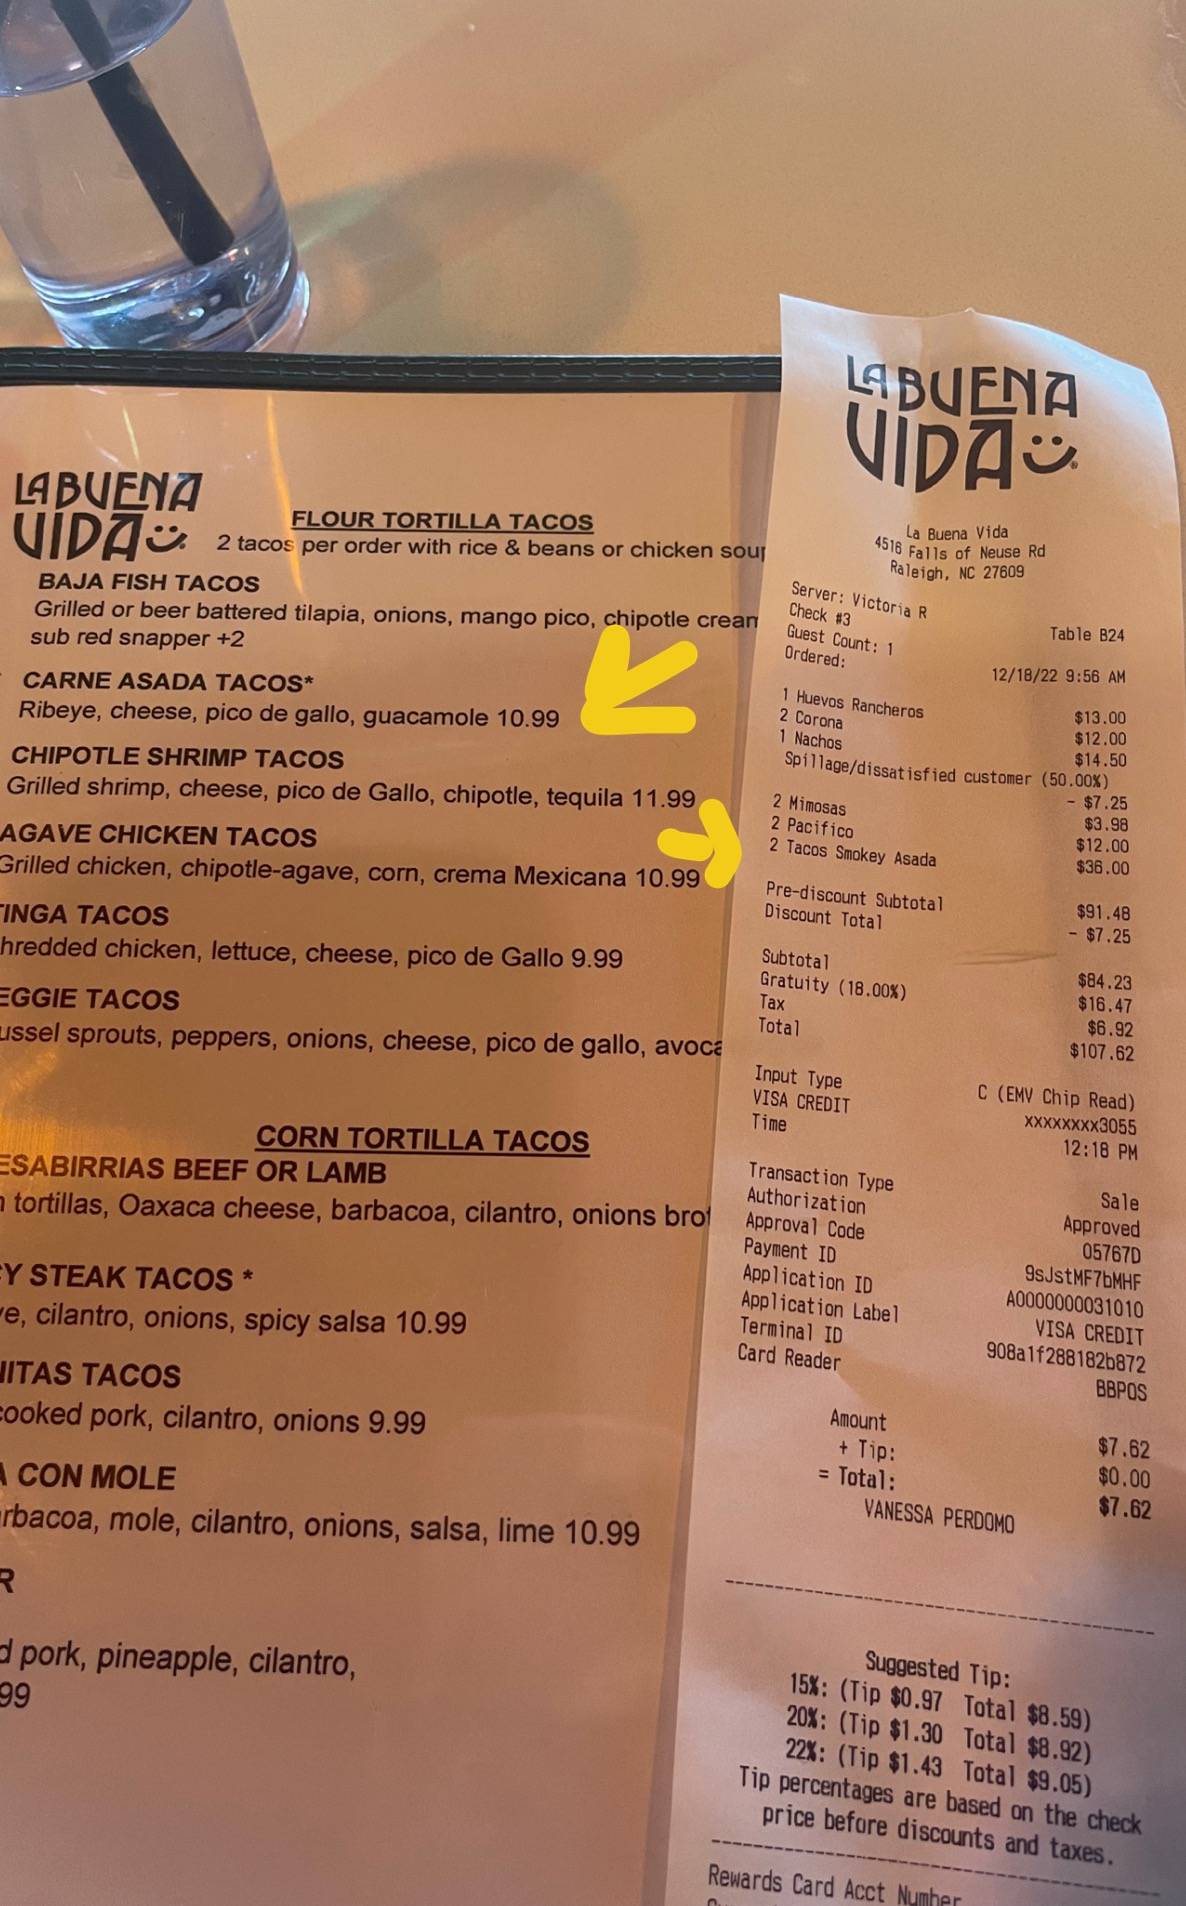 LA BUENA
VIDA
FLOUR TORTILLA TACOS
2 tacos per order with rice & beans or chicken soup
BAJA FISH TACOS
Grilled or beer battered tilapia, onions, mango pico, chipotle cream
sub red snapper +2
CARNE ASADA TACOS*
Ribeye, cheese, pico de gallo, guacamole 10.99
CHIPOTLE SHRIMP TACOS
Grilled shrimp, cheese, pico de Gallo, chipotle, tequila 11.99
AGAVE CHICKEN TACOS
Grilled chicken, chipotle-agave, corn, crema Mexicana 10.99
TINGA TACOS
hredded chicken, lettuce, cheese, pico de Gallo 9.99
EGGIE TACOS
ussel sprouts, peppers, onions, cheese, pico de gallo, avoca
CORN TORTILLA TACOS
ESABIRRIAS BEEF OR LAMB
tortillas, Oaxaca cheese, barbacoa, cilantro, onions bro
Y STEAK TACOS *
e, cilantro, onions, spicy salsa 10.99
NITAS TACOS
cooked pork, cilantro, onions 9.99
A CON MOLE
arbacoa, mole, cilantro, onions, salsa, lime 10.99
R
d pork, pineapple, cilantro,
99
LA BUENA
VIDA
La Buena Vida
4516 Falls of Neuse Rd
Raleigh, NC 27609
Server: Victoria R
Check #3 Table B24
Guest Count: 1
Ordered: 12/18/22 9:56 AM
1 Huevos Rancheros $13.00
2 Corona $12.00
1 Nachos $14.50
Spillage/dissatisfied customer (50.00%)
- $7.25
2 Mimosas $3.98
2 Pacifico $12.00
2 Tacos Smokey Asada $36.00
Pre-discount Subtotal $91.48
Discount Total - $7.25
Subtotal $84.23
Gratuity (18.00%) $16.47
Tax $6.92
Total $107.62
Input Type C (EMV Chip Read)
VISA CREDIT xxxxxxxx3055
Time 12:18 PM
Transaction Type Sale
Authorization Approved
Approval Code 05767D
Payment ID 9sJstMF7bMHF
Application ID A0000000031010
Application Label VISA CREDIT
Terminal ID 908a1f288182b872
Card Reader BBPOS
Amount $7.62
+ Tip: $0.00
= Total: $7.62
VANESSA PERDOMO
Suggested Tip:
15%: (Tip $0.97 Total $8.59)
20%: (Tip $1.30 Total $8.92)
22%: (Tip $1.43 Total $9.05)
Tip percentages are based on the check
price before discounts and taxes.
Rewards Card Acct Number